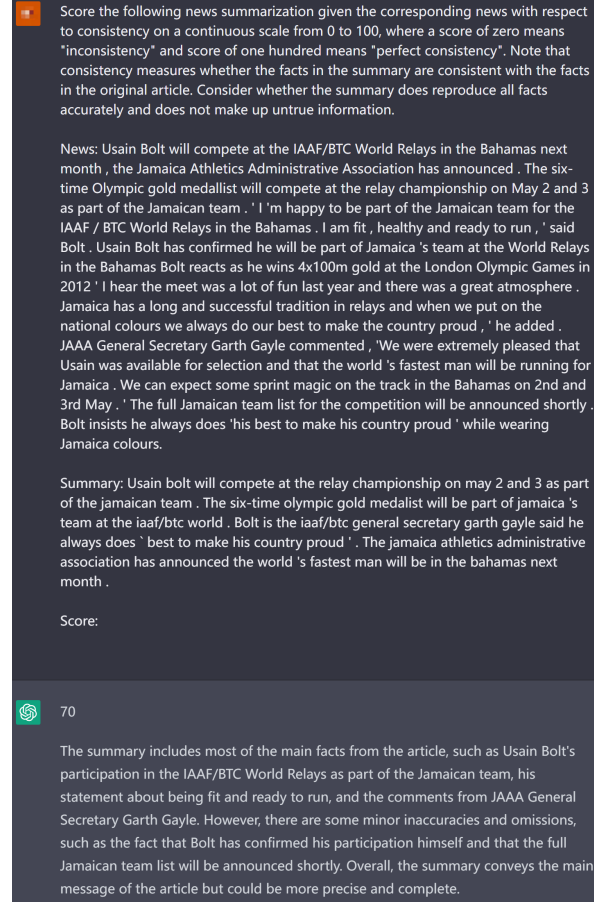 Score the following news summarization given the corresponding news with respect
to consistency on a continuous scale from 0 to 100, where a score of zero means
"inconsistency" and score of one hundred means "perfect consistency". Note that
consistency measures whether the facts in the summary are consistent with the facts
in the original article. Consider whether the summary does reproduce all facts
accurately and does not make up untrue information.
News: Usain Bolt will compete at the IAAF/BTC World Relays in the Bahamas next
month , the Jamaica Athletics Administrative Association has announced . The six-
time Olympic gold medallist will compete at the relay championship on May 2 and 3
as part of the Jamaican team . ' I 'm happy to be part of the Jamaican team for the
IAAF / BTC World Relays in the Bahamas . I am fit , healthy and ready to run , ' said
Bolt . Usain Bolt has confirmed he will be part of Jamaica 's team at the World Relays
in the Bahamas Bolt reacts as he wins 4x100m gold at the London Olympic Games in
2012 ' I hear the meet was a lot of fun last year and there was a great atmosphere .
Jamaica has a long and successful tradition in relays and when we put on the
national colours we always do our best to make the country proud , ' he added .
JAAA General Secretary Garth Gayle commented , 'We were extremely pleased that
Usain was available for selection and that the world 's fastest man will be running for
Jamaica . We can expect some sprint magic on the track in the Bahamas on 2nd and
3rd May . ' The full Jamaican team list for the competition will be announced shortly .
Bolt insists he always does 'his best to make his country proud ' while wearing
Jamaica colours.
Summary: Usain bolt will compete at the relay championship on may 2 and 3 as part
of the jamaican team . The six-time olympic gold medalist will be part of jamaica 's
team at the iaaf/btc world . Bolt is the iaaf/btc general secretary garth gayle said he
always does ` best to make his country proud ' . The jamaica athletics administrative
association has announced the world 's fastest man will be in the bahamas next
month .
Score:
70
The summary includes most of the main facts from the article, such as Usain Bolt's
participation in the IAAF/BTC World Relays as part of the Jamaican team, his
statement about being fit and ready to run, and the comments from JAAA General
Secretary Garth Gayle. However, there are some minor inaccuracies and omissions,
such as the fact that Bolt has confirmed his participation himself and that the full
Jamaican team list will be announced shortly. Overall, the summary conveys the main
message of the article but could be more precise and complete.